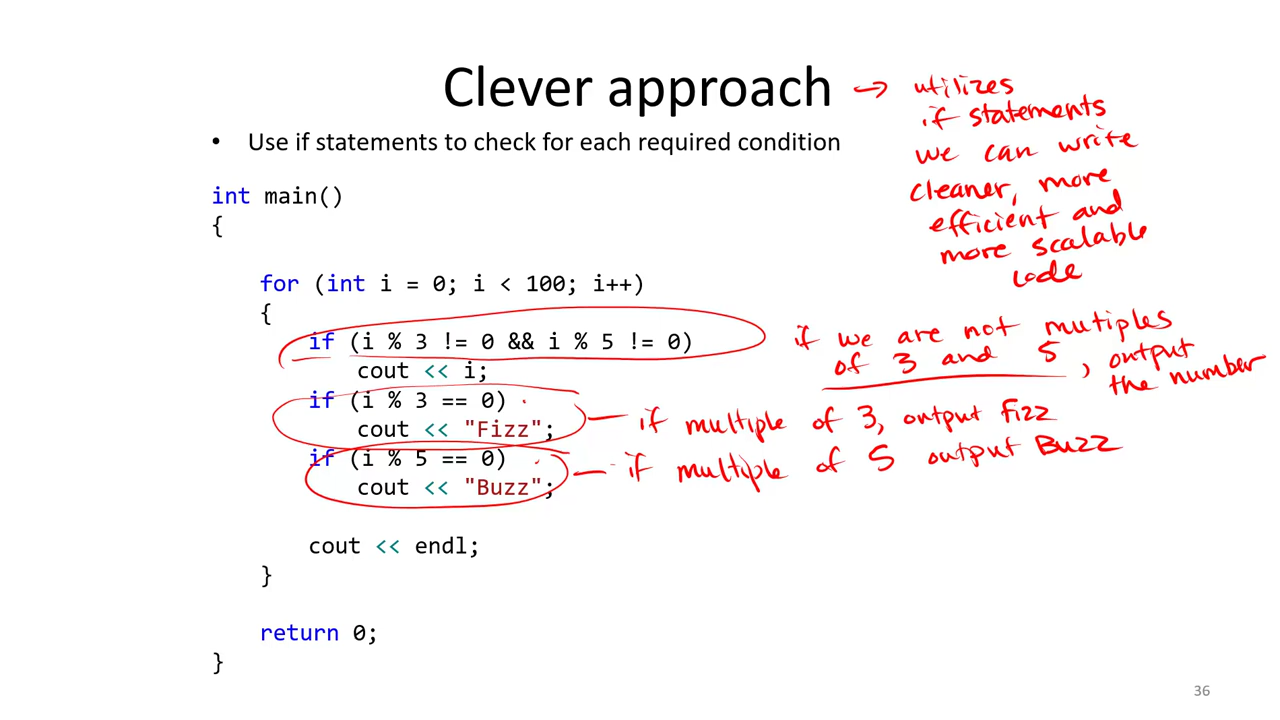 Clever approach
→ utilizes
if statements
we can write
cleaner, more
efficient and
more scalable
code
• Use if statements to check for each required condition
int main()
{
for (int i = 0; i < 100; i++)
{
if (i % 3 != 0 && i % 5 != 0)
cout << i;
if we are not mutiples
of 3 and 5, output
the number
if (i % 3 == 0)
cout << "Fizz";
— if multiple of 3, output fizz
if (i % 5 == 0)
cout << "Buzz";
— if multiple of 5 output Buzz
cout << endl;
}
return 0;
}
36